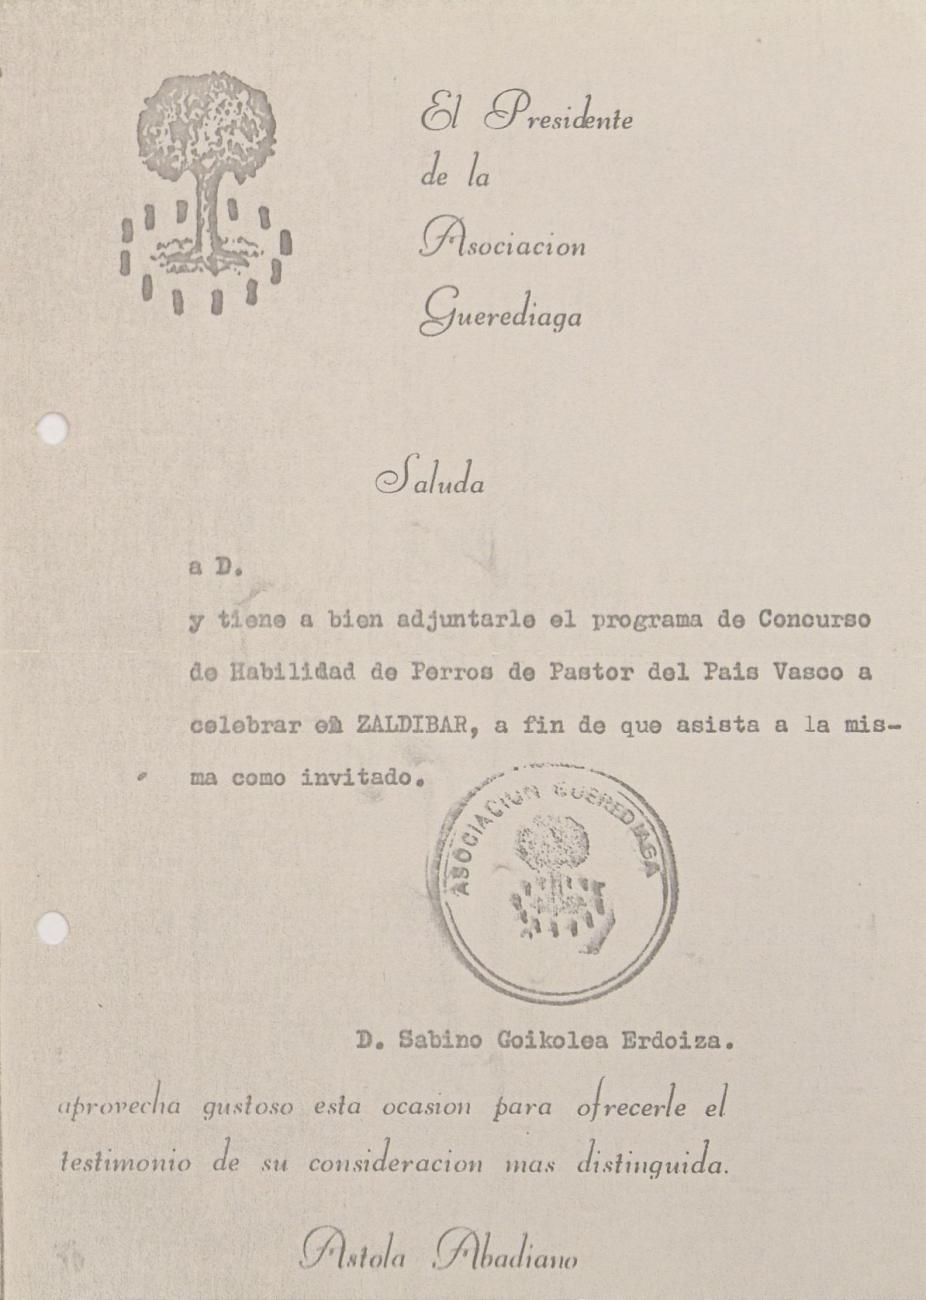 El Presidente
de la
Asociacion
Guerediaga
Saluda
a D.
y tiene a bien adjuntarle el programa de Concurso
de Habilidad de Perros de Pastor del Pais Vasco a
celebrar en ZALDIBAR, a fin de que asista a la mis-
ma como invitado.
ASOCIACION GUEREDIAGA
D. Sabino Goikolea Erdoiza.
aprovecha gustoso esta ocasion para ofrecerle el
testimonio de su consideracion mas distinguida.
Astola Abadiano